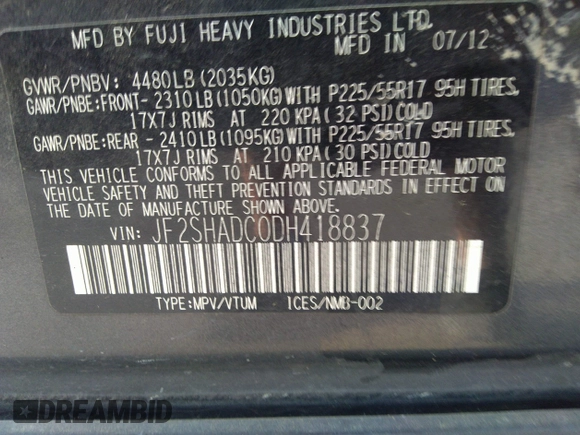 MFD BY FUJI HEAVY INDUSTRIES LTD.
MFD IN 07/12
GVWR/PNBV: 4480LB(2035KG)
GAWR/PNBE:FRONT- 2310LB(1050KG)WITH P225/55R17 95H TIRES,
17X7J RIMS AT 220 KPA(32 PSI)COLD
GAWR/PNBE:REAR - 2410LB(1095KG)WITH P225/55R17 95H TIRES,
17X7J RIMS AT 210 KPA(30 PSI)COLD
THIS VEHICLE CONFORMS TO ALL APPLICABLE FEDERAL MOTOR
VEHICLE SAFETY AND THEFT PREVENTION STANDARDS IN EFFECT ON
THE DATE OF MANUFACTURE SHOWN ABOVE.
VIN: JF2SHADC0DH418837
TYPE:MPV/VTUM ICES/NMB-002
DREAMBID